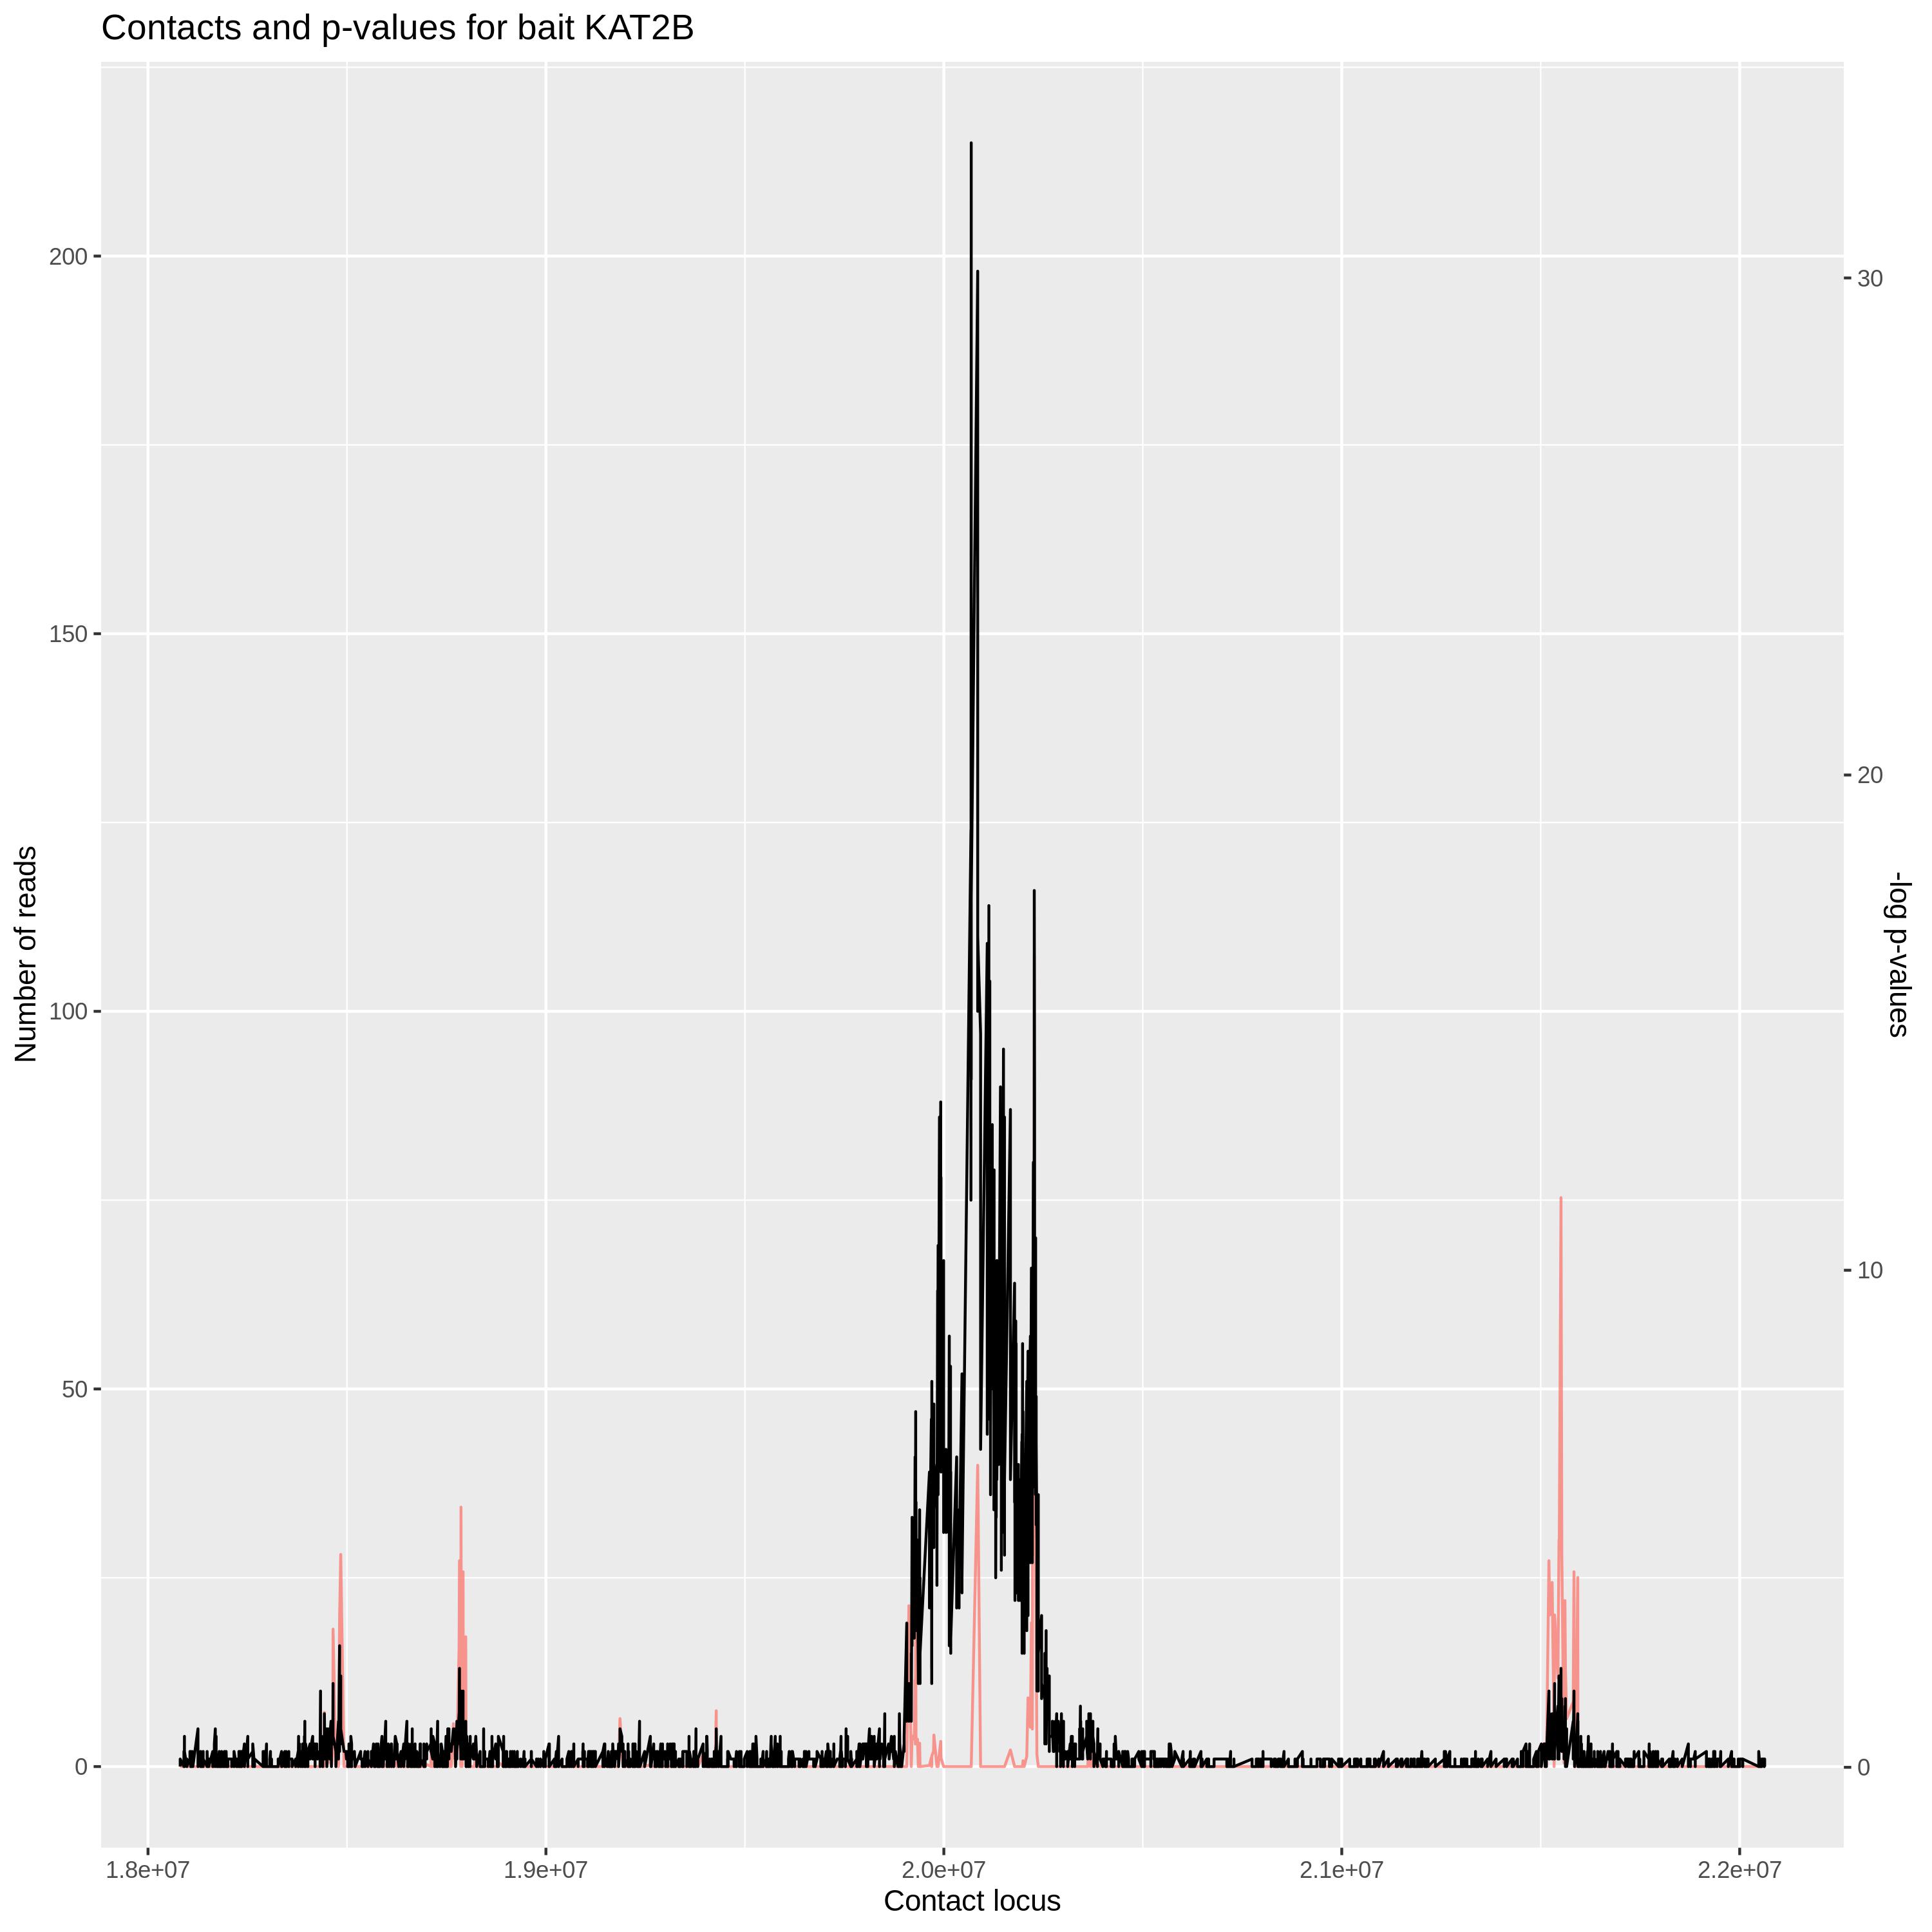 Contacts and p-values for bait KAT2B
200
150
100
50
0
Number of reads
30
20
10
0
-log p-values
1.8e+07
1.9e+07
2.0e+07
2.1e+07
2.2e+07
Contact locus